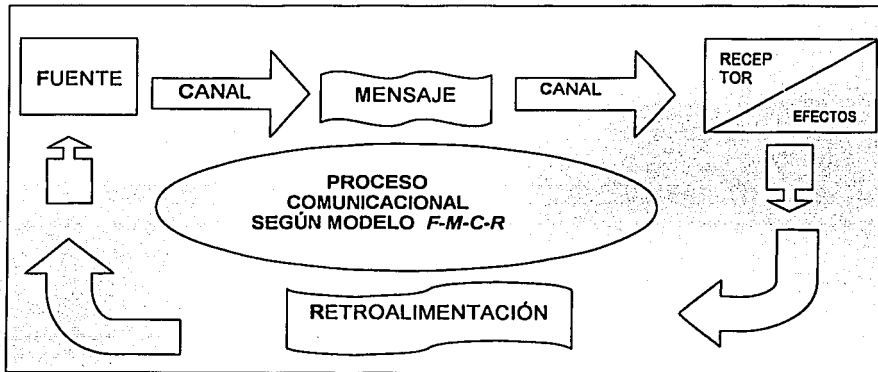 FUENTE
CANAL
MENSAJE
CANAL
RECEP
TOR
EFECTOS
PROCESO
COMUNICACIONAL
SEGÚN MODELO F-M-C-R
RETROALIMENTACIÓN